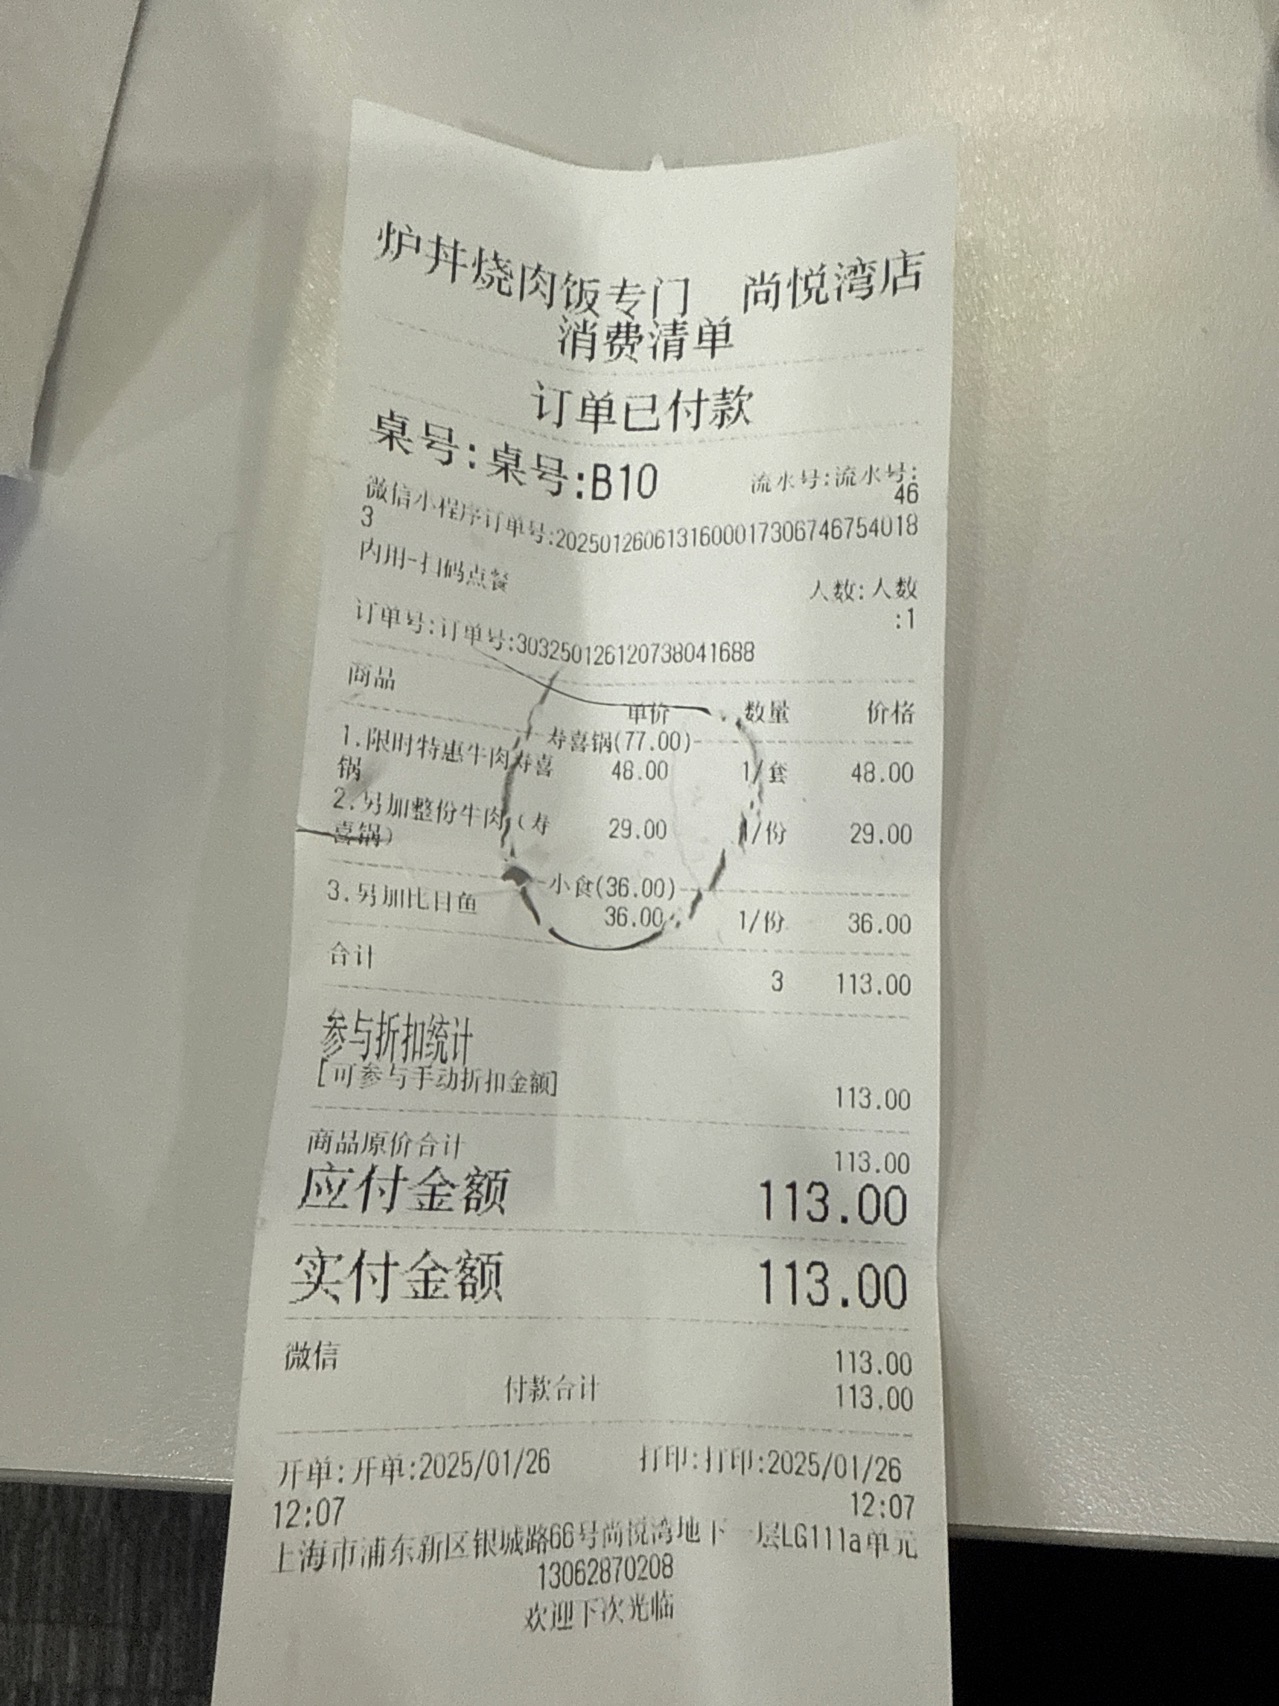 炉丼烧肉饭专门 尚悦湾店
消费清单
订单已付款
桌号:桌号:B10 流水号:流水号:
46
微信小程序订单号:2025012606131600017306746754018
3
内用-扫码点餐 人数:人数
:1
订单号:订单号:303250126120738041688
商品 单价 数量 价格
寿喜锅(77.00)
1.限时特惠牛肉寿喜 48.00 1/套 48.00
锅
2.另加整份牛肉(寿 29.00 1/份 29.00
喜锅)
小食(36.00)
3.另加比目鱼 36.00 1/份 36.00
合计 3 113.00
参与折扣统计
[可参与手动折扣金额] 113.00
商品原价合计 113.00
应付金额 113.00
实付金额 113.00
微信 113.00
付款合计 113.00
开单:开单:2025/01/26 打印:打印:2025/01/26
12:07 12:07
上海市浦东新区银城路66号尚悦湾地下一层LG111a单元
13062870208
欢迎下次光临